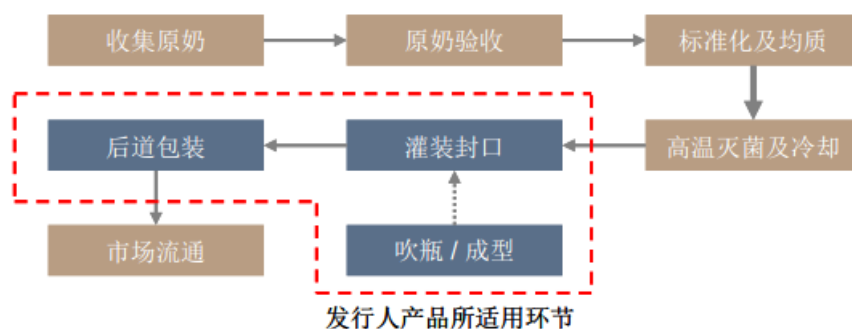 收集原奶
原奶验收
标准化及均质
后道包装
灌装封口
高温灭菌及冷却
市场流通
吹瓶 / 成型
发行人产品所适用环节